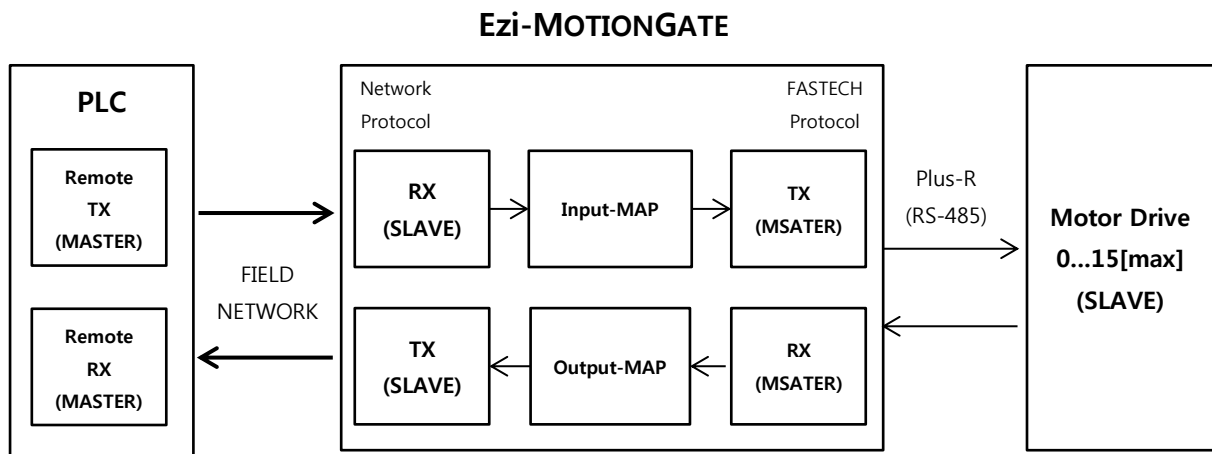 Ezi-MOTIONGATE
PLC
Remote
TX
(MASTER)
Remote
RX
(MASTER)
FIELD
NETWORK
Network
Protocol
FASTECH
Protocol
RX
(SLAVE)
Input-MAP
TX
(MSATER)
TX
(SLAVE)
Output-MAP
RX
(MSATER)
Plus-R
(RS-485)
Motor Drive
0...15[max]
(SLAVE)